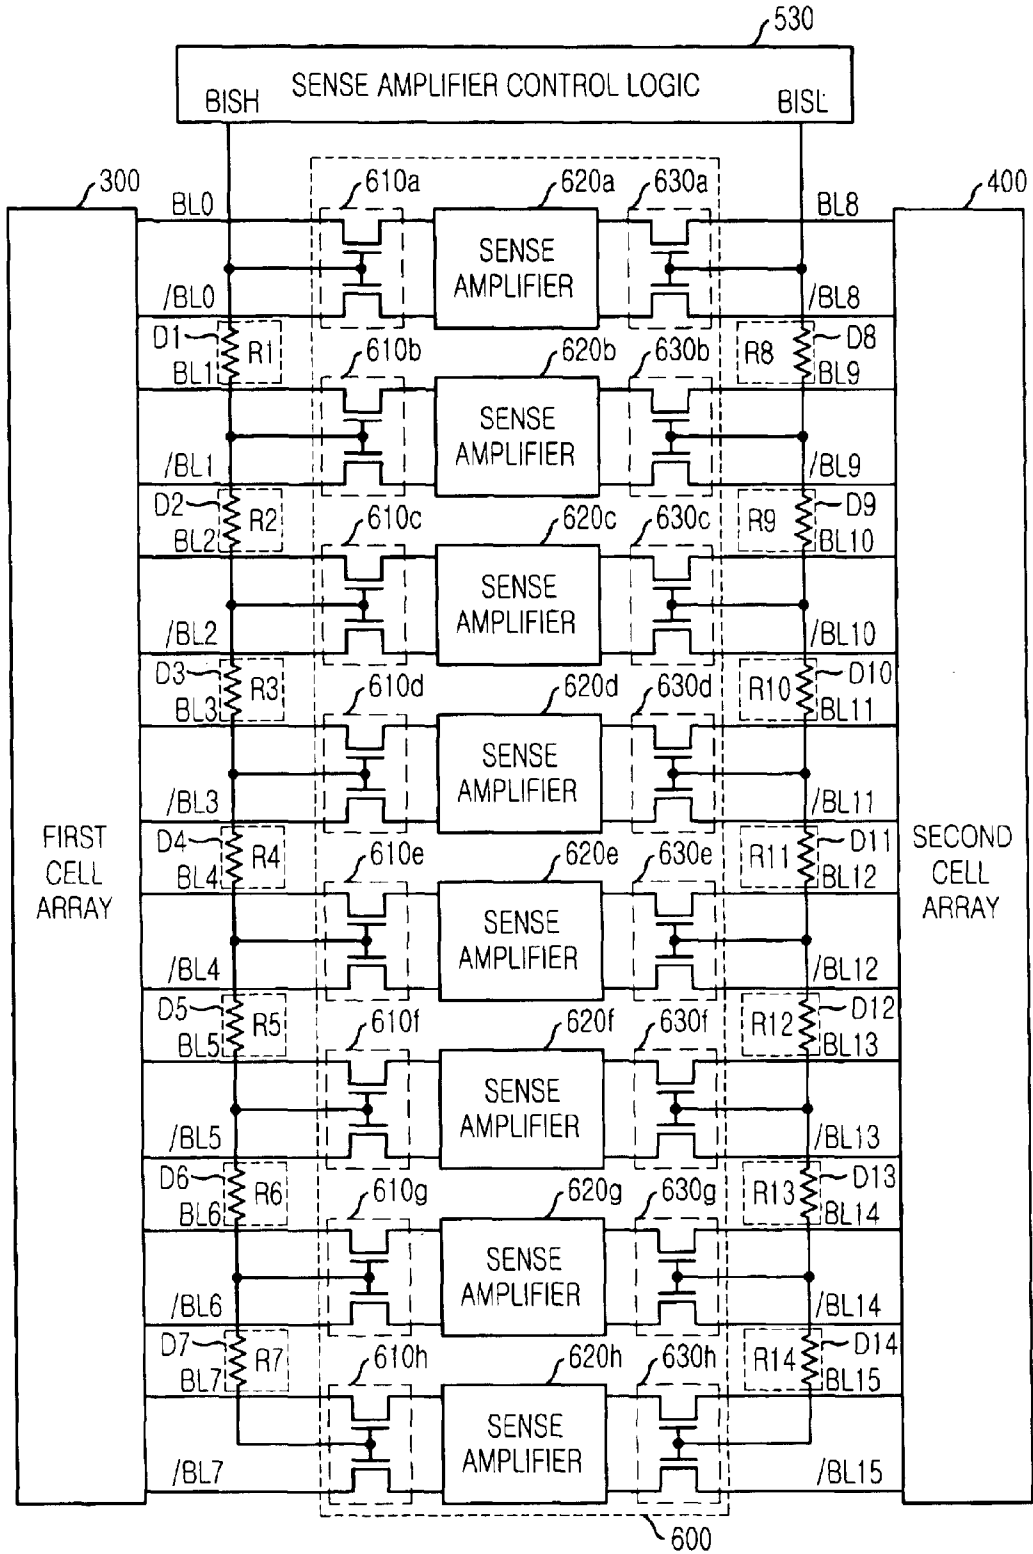 530
SENSE AMPLIFIER CONTROL LOGIC
BISH BISL
300 610a 620a 630a 400
BL0 BL8
SENSE
AMPLIFIER
/BL0 /BL8
D1 R1 R8 D8
BL1 610b 620b 630b BL9
SENSE
AMPLIFIER
/BL1 /BL9
D2 R2 R9 D9
BL2 610c 620c 630c BL10
SENSE
AMPLIFIER
/BL2 /BL10
D3 R3 R10 D10
BL3 610d 620d 630d BL11
SENSE
AMPLIFIER
/BL3 /BL11
FIRST
CELL
ARRAY
SECOND
CELL
ARRAY
D4 R4 R11 D11
BL4 610e 620e 630e BL12
SENSE
AMPLIFIER
/BL4 /BL12
D5 R5 R12 D12
BL5 610f 620f 630f BL13
SENSE
AMPLIFIER
/BL5 /BL13
D6 R6 R13 D13
BL6 610g 620g 630g BL14
SENSE
AMPLIFIER
/BL6 /BL14
D7 R7 R14 D14
BL7 610h 620h 630h BL15
SENSE
AMPLIFIER
/BL7 /BL15
600